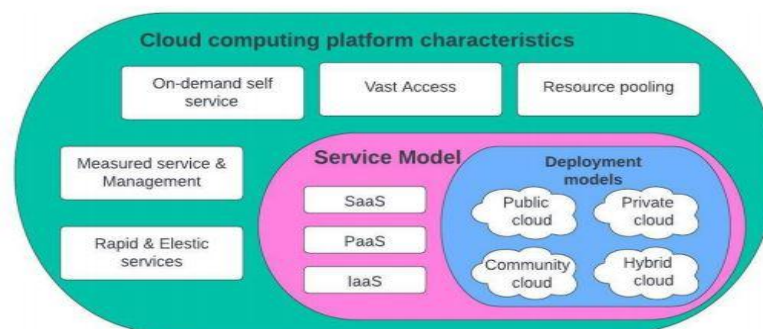 Cloud computing platform characteristics
On-demand self
service
Vast Access
Resource pooling
Measured service &
Management
Rapid & Elestic
services
Service Model
SaaS
PaaS
IaaS
Deployment
models
Public
cloud
Private
cloud
Community
cloud
Hybrid
cloud